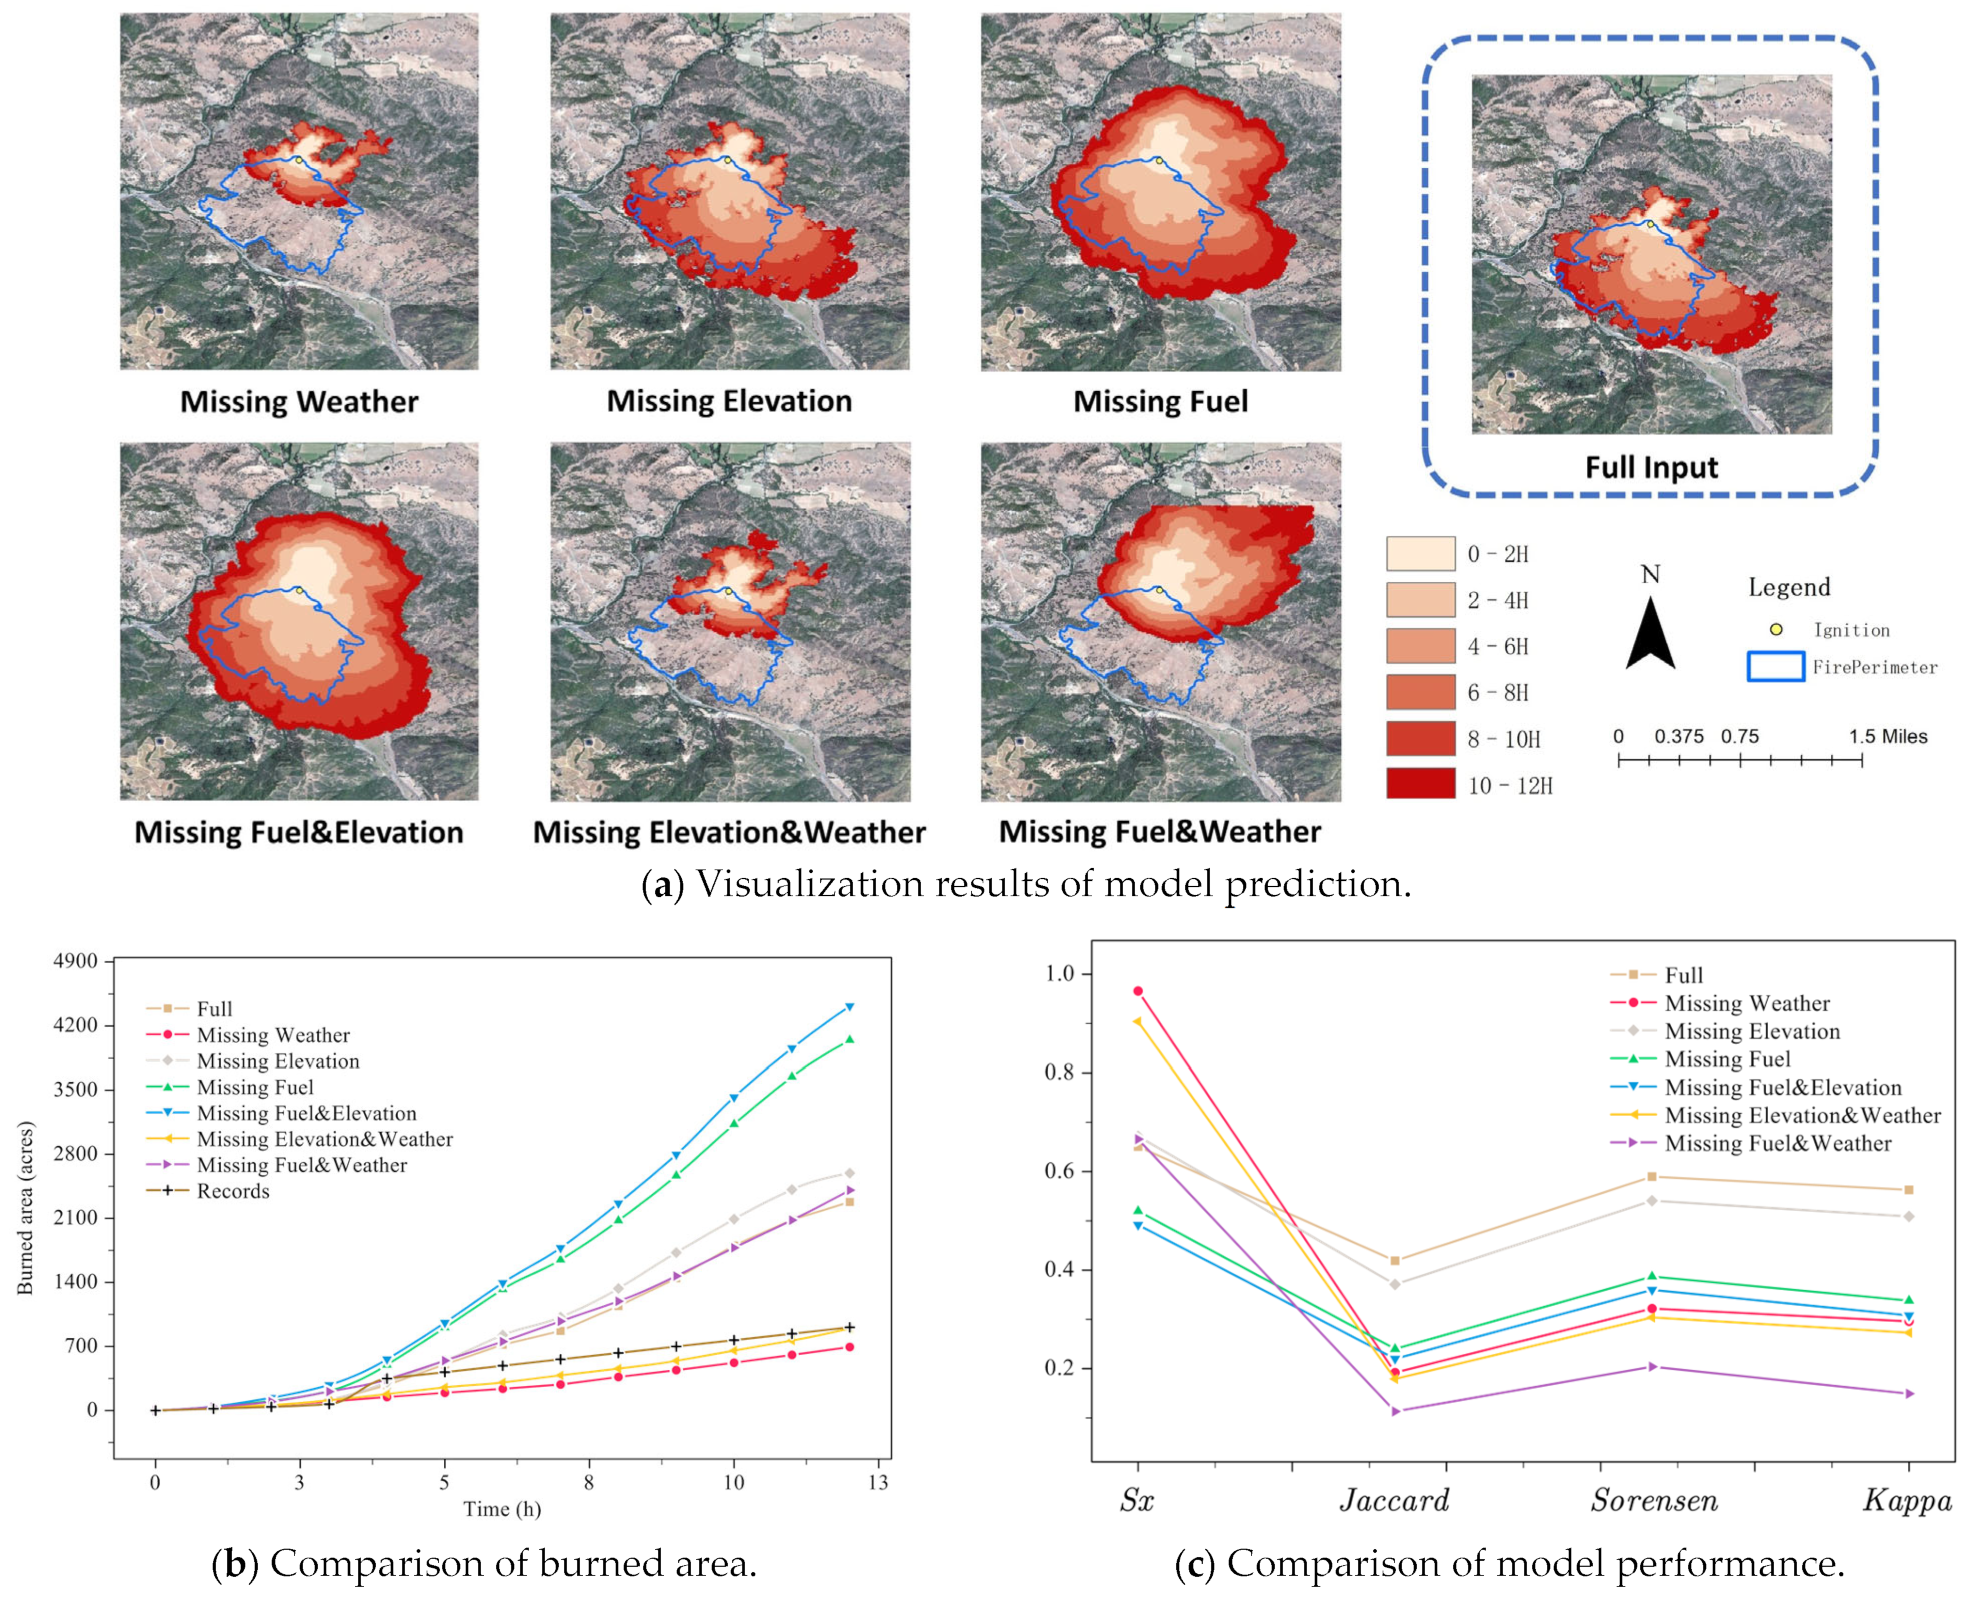 Missing Weather
Missing Elevation
Missing Fuel
Full Input
Missing Fuel&Elevation
Missing Elevation&Weather
Missing Fuel&Weather
0-2H
2-4H
4-6H
6-8H
8-10H
10-12H
N
Legend
Ignition
FirePerimeter
0 0.375 0.75 1.5 Miles
(a) Visualization results of model prediction.
4900
4200
3500
2800
2100
1400
700
0
Burned area (acres)
Full
Missing Weather
Missing Elevation
Missing Fuel
Missing Fuel&Elevation
Missing Elevation&Weather
Missing Fuel&Weather
Records
0 3 5 8 10 13
Time (h)
(b) Comparison of burned area.
1.0
0.8
0.6
0.4
0.2
Full
Missing Weather
Missing Elevation
Missing Fuel
Missing Fuel&Elevation
Missing Elevation&Weather
Missing Fuel&Weather
Sx Jaccard Sorensen Kappa
(c) Comparison of model performance.